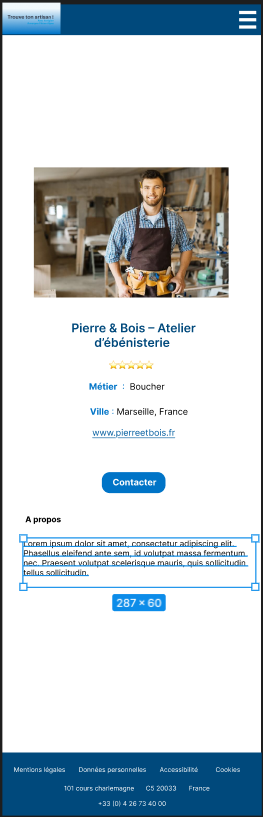 Trouve ton artisan !
Pierre & Bois – Atelier
d’ébénisterie
Métier : Boucher
Ville : Marseille, France
www.pierreetbois.fr
Contacter
A propos
Lorem ipsum dolor sit amet, consectetur adipiscing elit.
Phasellus eleifend ante sem, id volutpat massa fermentum
nec. Praesent volutpat scelerisque mauris, quis sollicitudin
tellus sollicitudin.
287 × 60
Mentions légales Données personnelles Accessibilité Cookies
101 cours charlemagne C5 20033 France
+33 (0) 4 26 73 40 00